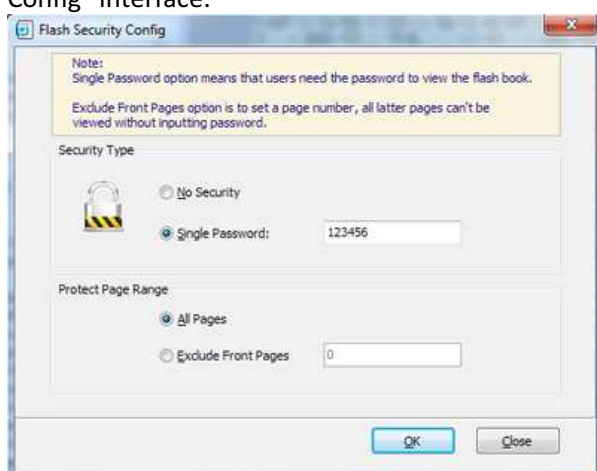 Config" interface.
Flash Security Config
Note:
Single Password option means that users need the password to view the flash book.
Exclude Front Pages option is to set a page number, all latter pages can't be
viewed without inputting password.
Security Type
No Security
Single Password:
123456
Protect Page Range
All Pages
Exclude Front Pages
0
OK
Close